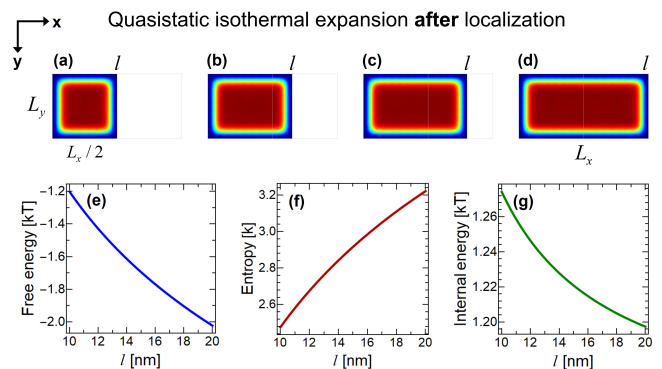 x
Quasistatic isothermal expansion after localization
y
(a) l (b) l (c) l (d) l
L_y
L_x / 2
L_x
(e) (f) (g)
Free energy [kT]
−1.2
−1.4
−1.6
−1.8
−2.0
10 12 14 16 18 20
l [nm]
Entropy [k]
3.2
3.0
2.8
2.6
10 12 14 16 18 20
l [nm]
Internal energy [kT]
1.26
1.24
1.22
1.20
10 12 14 16 18 20
l [nm]